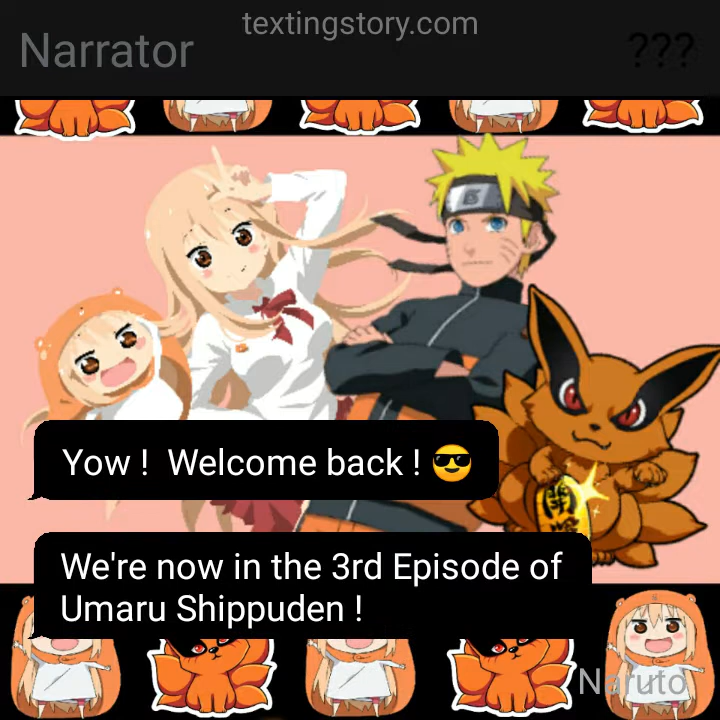 textingstory.com
Narrator
???
Yow !  Welcome back ! 😎
We're now in the 3rd Episode of
Umaru Shippuden !
Naruto